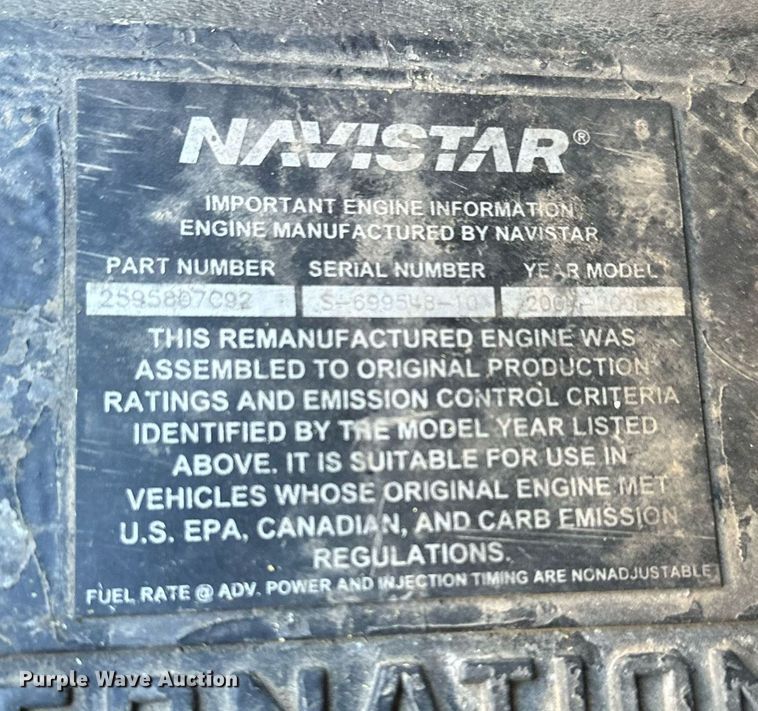 NAVISTAR®
IMPORTANT ENGINE INFORMATION
ENGINE MANUFACTURED BY NAVISTAR
PART NUMBER SERIAL NUMBER YEAR MODEL
2595807C92 S-699548-10
THIS REMANUFACTURED ENGINE WAS
ASSEMBLED TO ORIGINAL PRODUCTION
RATINGS AND EMISSION CONTROL CRITERIA
IDENTIFIED BY THE MODEL YEAR LISTED
ABOVE. IT IS SUITABLE FOR USE IN
VEHICLES WHOSE ORIGINAL ENGINE MET
U.S. EPA, CANADIAN, AND CARB EMISSION
REGULATIONS.
FUEL RATE @ ADV. POWER AND INJECTION TIMING ARE NONADJUSTABLE
Purple Wave Auction